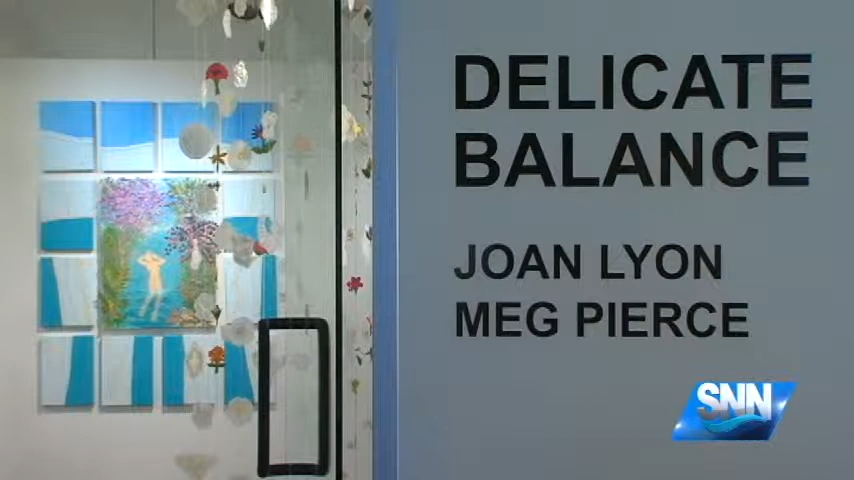 DELICATE
BALANCE
JOAN LYON
MEG PIERCE
SNN